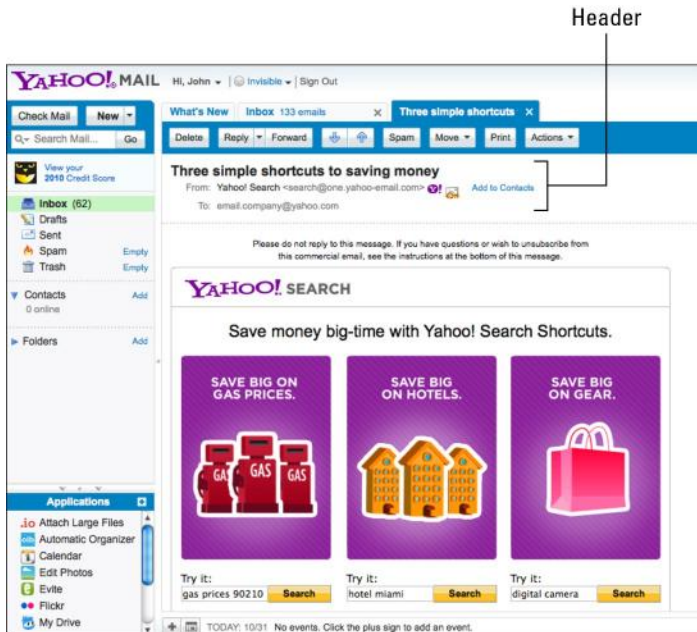 Header
YAHOO! MAIL Hi, John Invisible Sign Out
Check Mail New
Search Mail... Go
View your
2010 Credit Score
Inbox (62)
Drafts
Sent
Spam Empty
Trash Empty
Contacts Add
0 online
Folders Add
Applications
.io Attach Large Files
Automatic Organizer
Calendar
Edit Photos
Evite
Flickr
My Drive
What's New Inbox 133 emails X Three simple shortcuts X
Delete Reply Forward Spam Move Print Actions
Three simple shortcuts to saving money
From: Yahoo! Search <search@one.yahoo-email.com> Y! Add to Contacts
To: email.company@yahoo.com
Please do not reply to this message. If you have questions or wish to unsubscribe from
this commercial email, see the instructions at the bottom of this message.
YAHOO! SEARCH
Save money big-time with Yahoo! Search Shortcuts.
SAVE BIG ON
GAS PRICES.
GAS GAS GAS
Try it:
gas prices 90210 Search
SAVE BIG
ON HOTELS.
Try it:
hotel miami Search
SAVE BIG
ON GEAR.
Try it:
digital camera Search
TODAY: 10/31 No events. Click the plus sign to add an event.